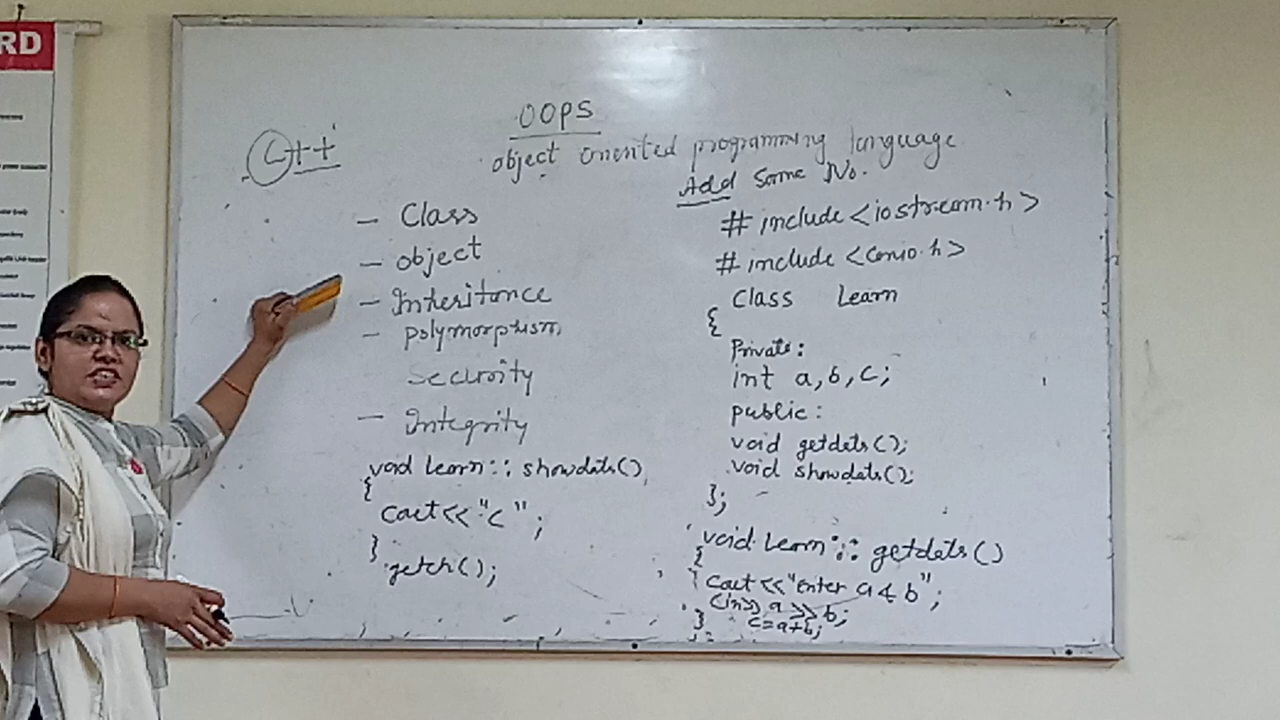 RD
OOPS
C++
object oriented programming language
Add Some No.
- Class
- object
- Inheritance
- polymorphism
Security
- Integrity
void Learn :: showdata()
{
cout<< "c" ;
}
getch();
# include <iostream.h>
# include <conio.h>
Class Learn
{
Private:
int a, b, c;
public:
void getdata();
void showdata();
};
void Learn :: getdata()
{
cout << "enter a & b" ;
cin>> a >> b;
c=a+b;
}